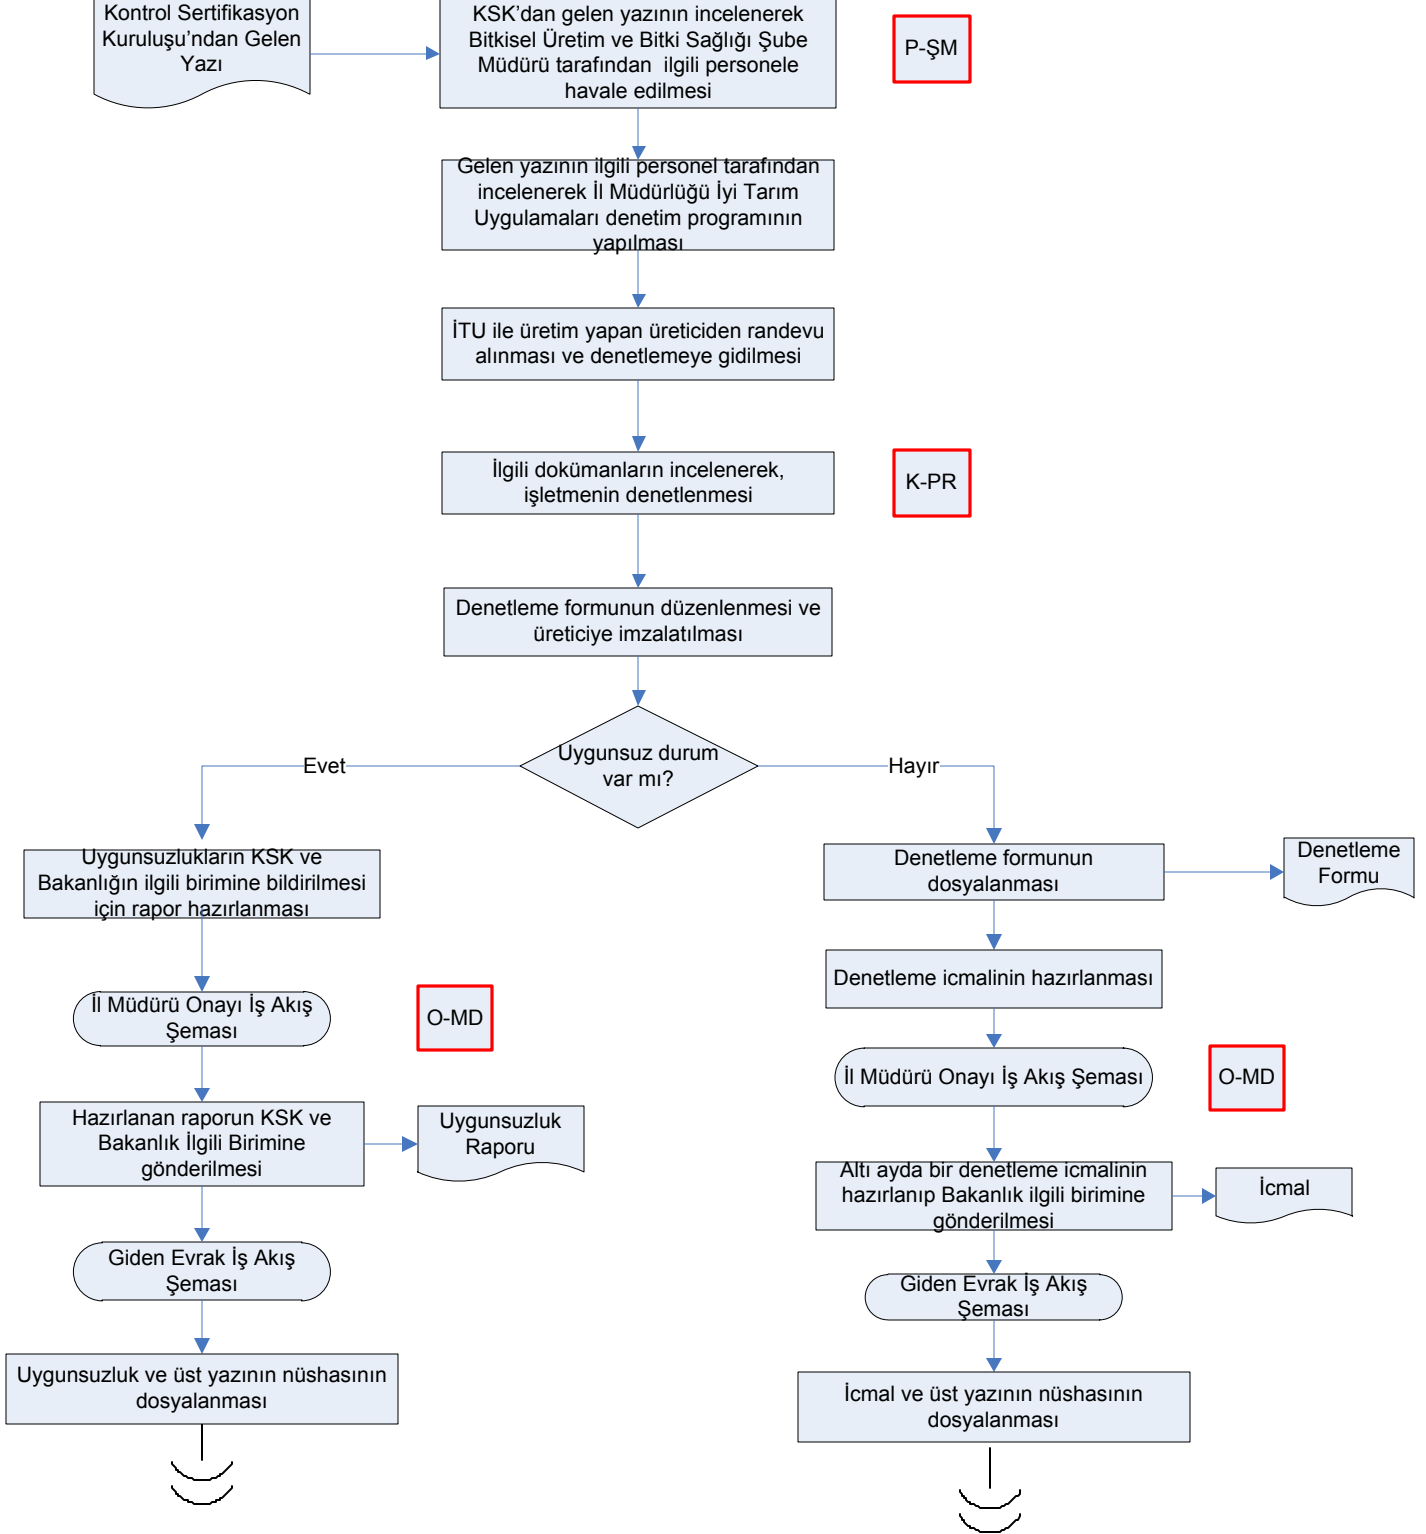 Kontrol Sertifikasyon
Kuruluşu’ndan Gelen
Yazı
KSK’dan gelen yazının incelenerek
Bitkisel Üretim ve Bitki Sağlığı Şube
Müdürü tarafından  ilgili personele
havale edilmesi
P-ŞM
Gelen yazının ilgili personel tarafından
incelenerek İl Müdürlüğü İyi Tarım
Uygulamaları denetim programının
yapılması
İTU ile üretim yapan üreticiden randevu
alınması ve denetlemeye gidilmesi
İlgili dokümanların incelenerek,
işletmenin denetlenmesi
K-PR
Denetleme formunun düzenlenmesi ve
üreticiye imzalatılması
Uygunsuz durum
var mı?
Evet
Hayır
Uygunsuzlukların KSK ve
Bakanlığın ilgili birimine bildirilmesi
için rapor hazırlanması
İl Müdürü Onayı İş Akış
Şeması
O-MD
Hazırlanan raporun KSK ve
Bakanlık İlgili Birimine
gönderilmesi
Uygunsuzluk
Raporu
Giden Evrak İş Akış
Şeması
Uygunsuzluk ve üst yazının nüshasının
dosyalanması
Denetleme formunun
dosyalanması
Denetleme
Formu
Denetleme icmalinin hazırlanması
İl Müdürü Onayı İş Akış Şeması
O-MD
Altı ayda bir denetleme icmalinin
hazırlanıp Bakanlık ilgili birimine
gönderilmesi
İcmal
Giden Evrak İş Akış
Şeması
İcmal ve üst yazının nüshasının
dosyalanması